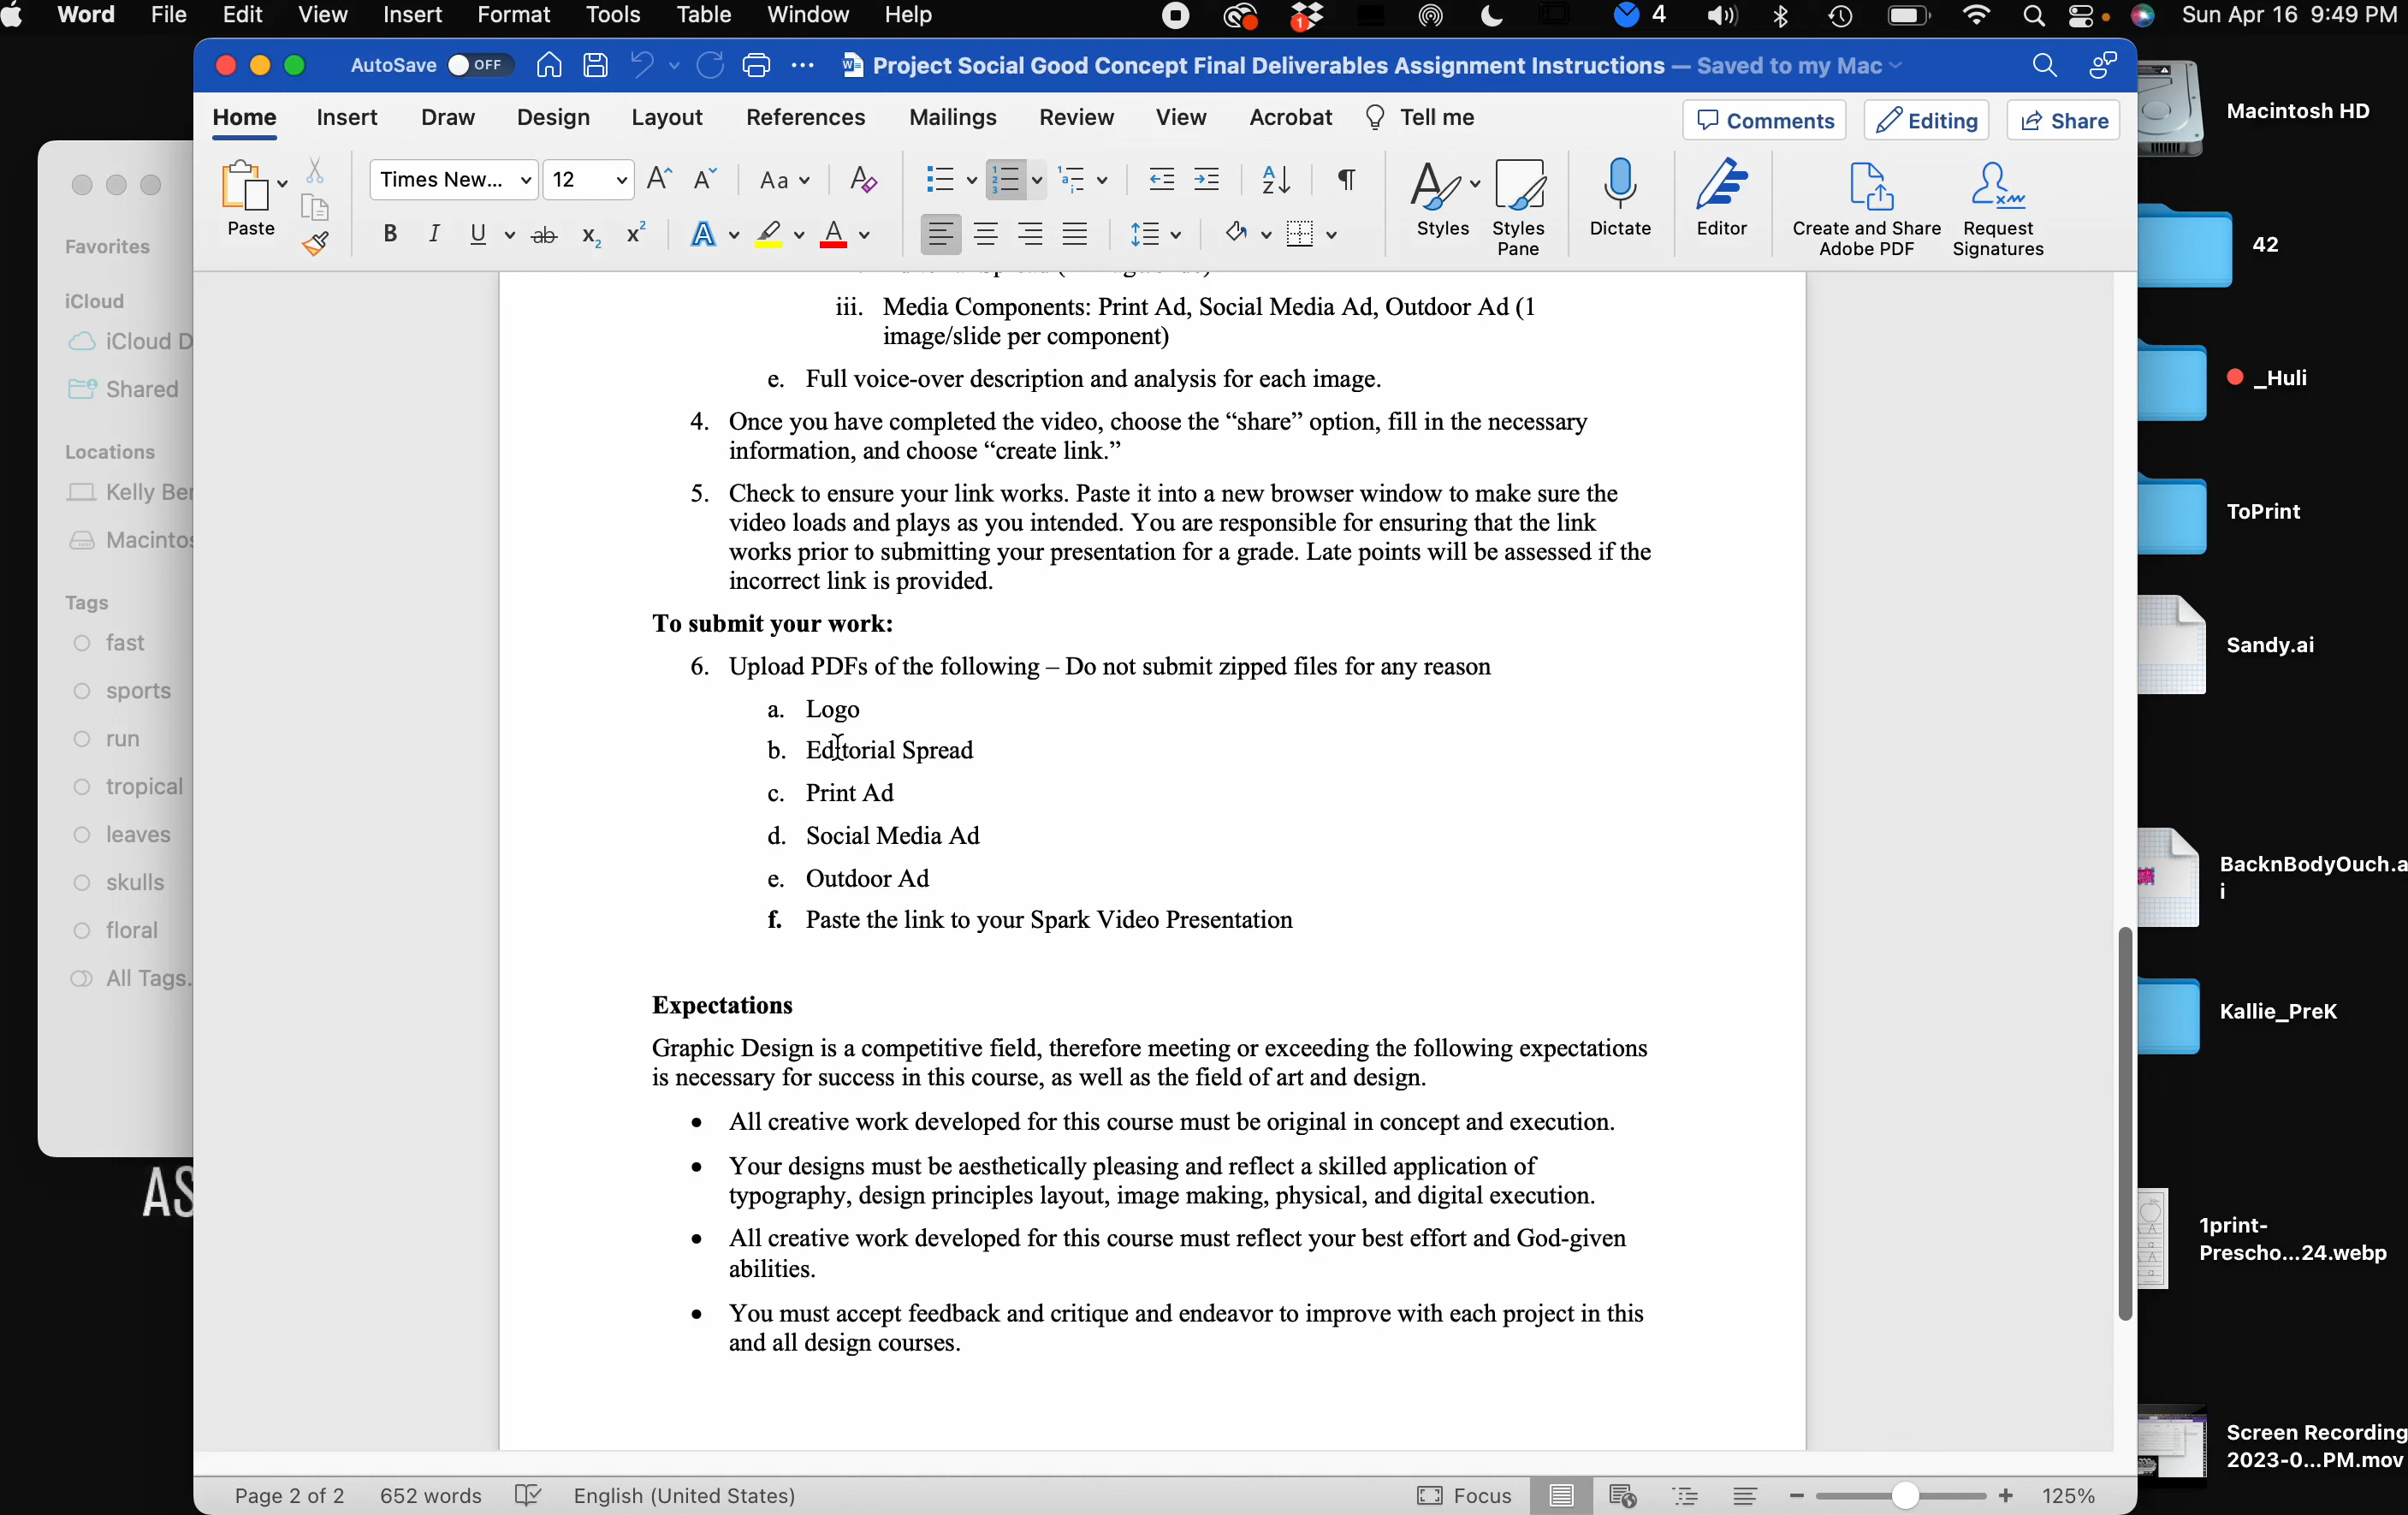 Word File Edit View Insert Format Tools Table Window Help 1 4 Sun Apr 16 9:49 PM
AutoSave OFF Project Social Good Concept Final Deliverables Assignment Instructions — Saved to my Mac
Home Insert Draw Design Layout References Mailings Review View Acrobat Tell me Comments Editing Share
Paste Times New... 12 Aa Styles Styles Pane Dictate Editor Create and Share Adobe PDF Request Signatures
Favorites
iCloud
iCloud D
Shared
Locations
Kelly Ber
Macintos
Tags
fast
sports
run
tropical
leaves
skulls
floral
All Tags.
AS
iii. Media Components: Print Ad, Social Media Ad, Outdoor Ad (1
image/slide per component)
e. Full voice-over description and analysis for each image.
4. Once you have completed the video, choose the “share” option, fill in the necessary
information, and choose “create link.”
5. Check to ensure your link works. Paste it into a new browser window to make sure the
video loads and plays as you intended. You are responsible for ensuring that the link
works prior to submitting your presentation for a grade. Late points will be assessed if the
incorrect link is provided.
To submit your work:
6. Upload PDFs of the following – Do not submit zipped files for any reason
a. Logo
b. Editorial Spread
c. Print Ad
d. Social Media Ad
e. Outdoor Ad
f. Paste the link to your Spark Video Presentation
Expectations
Graphic Design is a competitive field, therefore meeting or exceeding the following expectations
is necessary for success in this course, as well as the field of art and design.
• All creative work developed for this course must be original in concept and execution.
• Your designs must be aesthetically pleasing and reflect a skilled application of
typography, design principles layout, image making, physical, and digital execution.
• All creative work developed for this course must reflect your best effort and God-given
abilities.
• You must accept feedback and critique and endeavor to improve with each project in this
and all design courses.
Page 2 of 2 652 words English (United States) Focus 125%
Macintosh HD
42
_Huli
ToPrint
Sandy.ai
BacknBodyOuch.a
i
Kallie_PreK
1print-
Prescho...24.webp
Screen Recording
2023-0...PM.mov